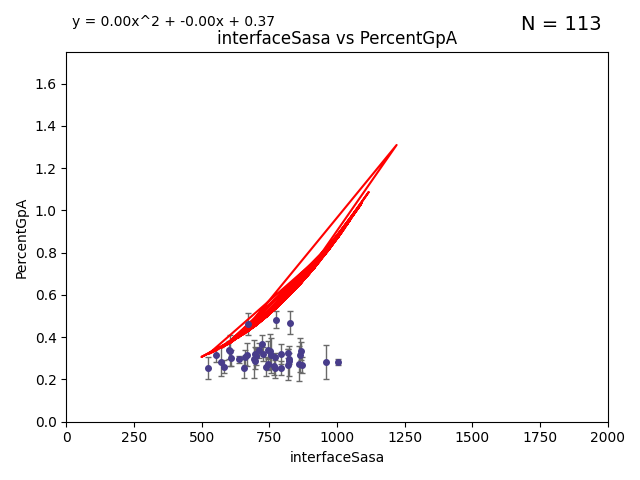 y = 0.00x^2 + -0.00x + 0.37
N = 113
interfaceSasa vs PercentGpA
PercentGpA
1.6
1.4
1.2
1.0
0.8
0.6
0.4
0.2
0.0
0 250 500 750 1000 1250 1500 1750 2000
interfaceSasa